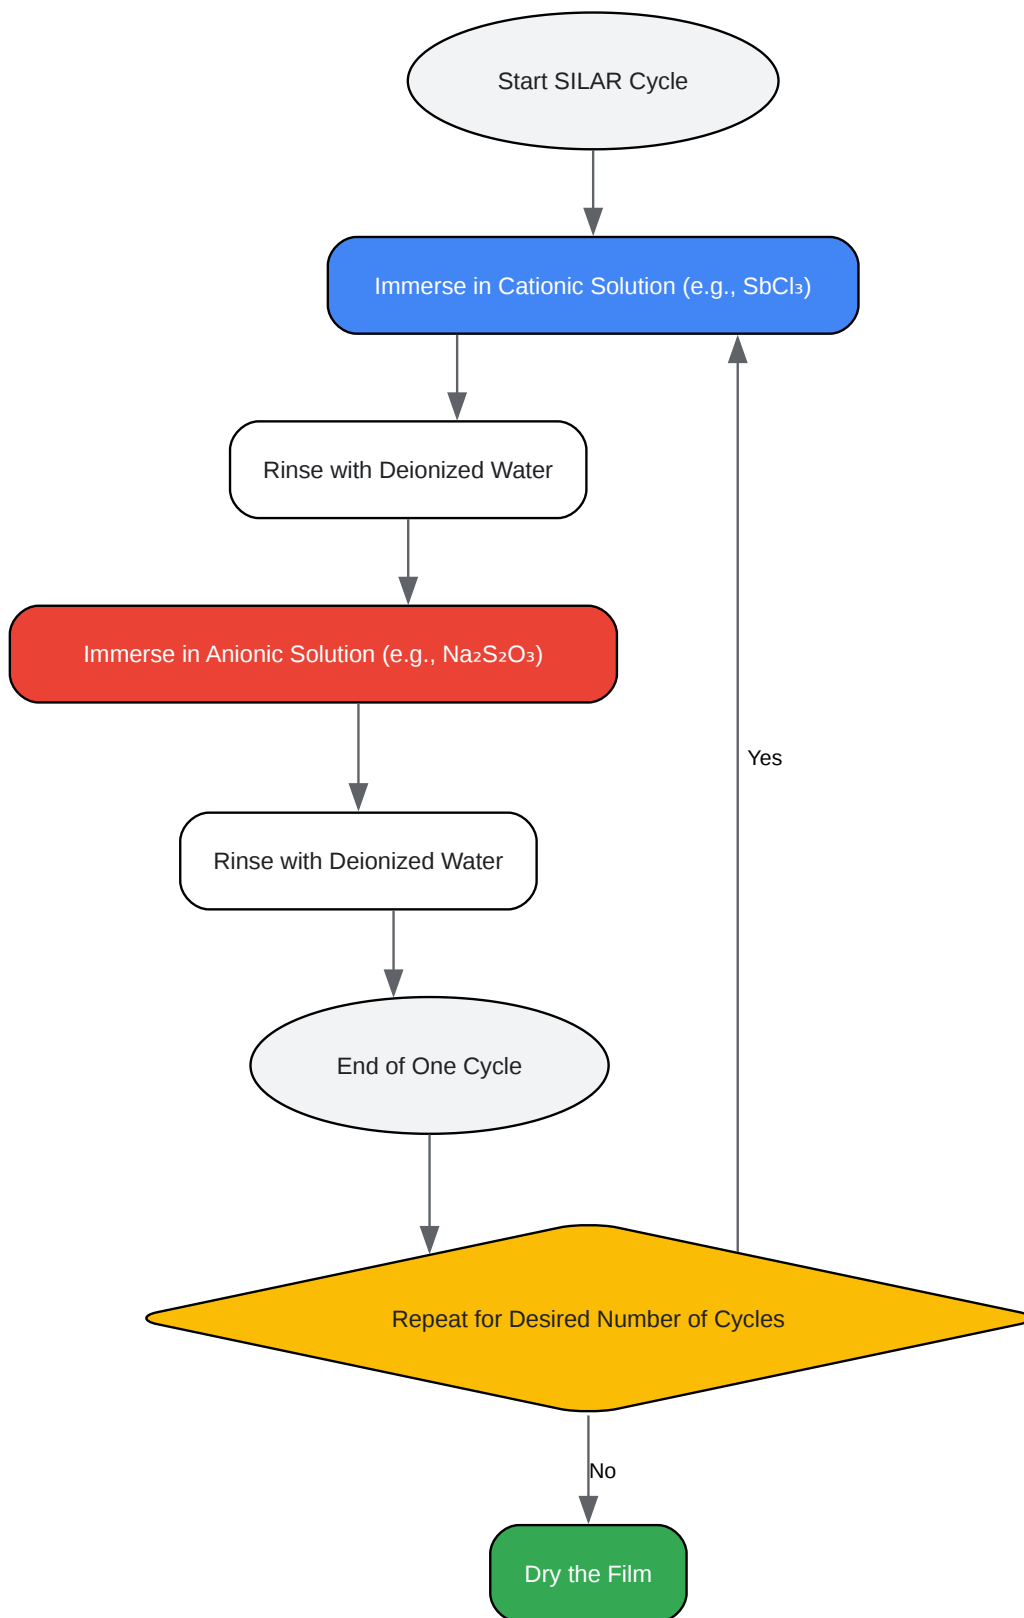 Start SILAR Cycle
Immerse in Cationic Solution (e.g., SbCl₃)
Rinse with Deionized Water
Immerse in Anionic Solution (e.g., Na₂S₂O₃)
Yes
Rinse with Deionized Water
End of One Cycle
Repeat for Desired Number of Cycles
No
Dry the Film